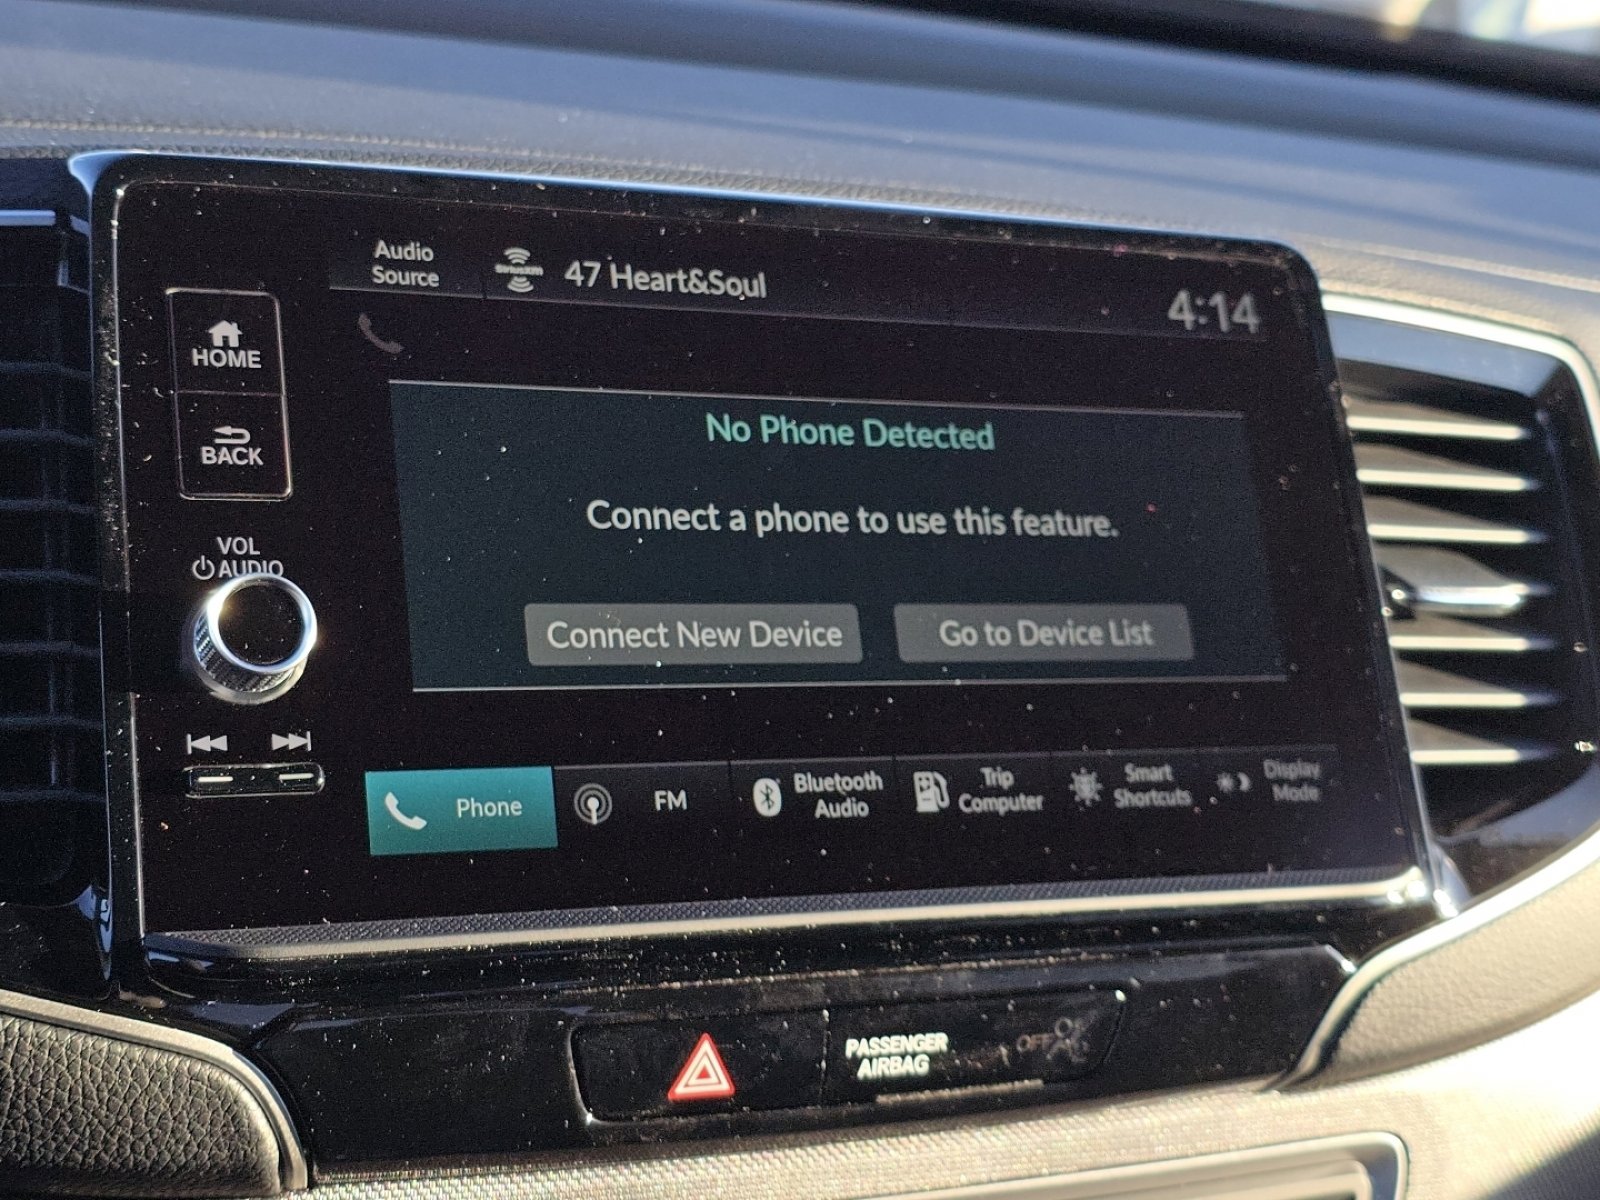 Audio
Source
SiriusXM
47 Heart&Soul
4:14
HOME
BACK
VOL
AUDIO
No Phone Detected
Connect a phone to use this feature.
Connect New Device
Go to Device List
Phone
FM
Bluetooth
Audio
Trip
Computer
Smart
Shortcuts
Display
Mode
PASSENGER
AIRBAG
OFF